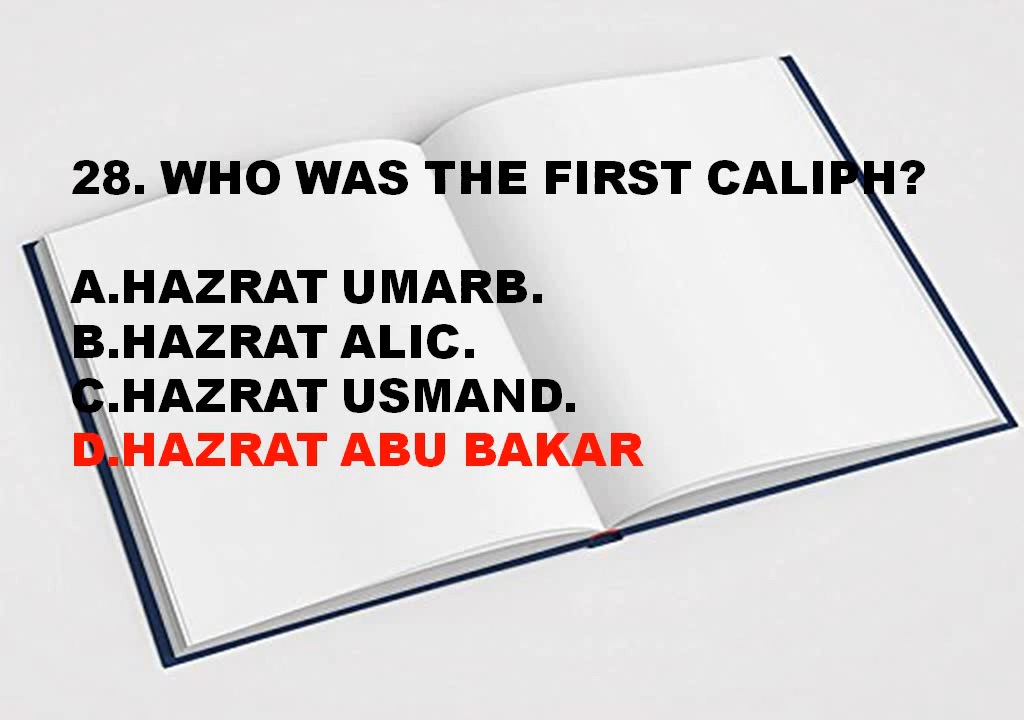 28. WHO WAS THE FIRST CALIPH?
A.HAZRAT UMARB.
B.HAZRAT ALIC.
C.HAZRAT USMAND.
D.HAZRAT ABU BAKAR